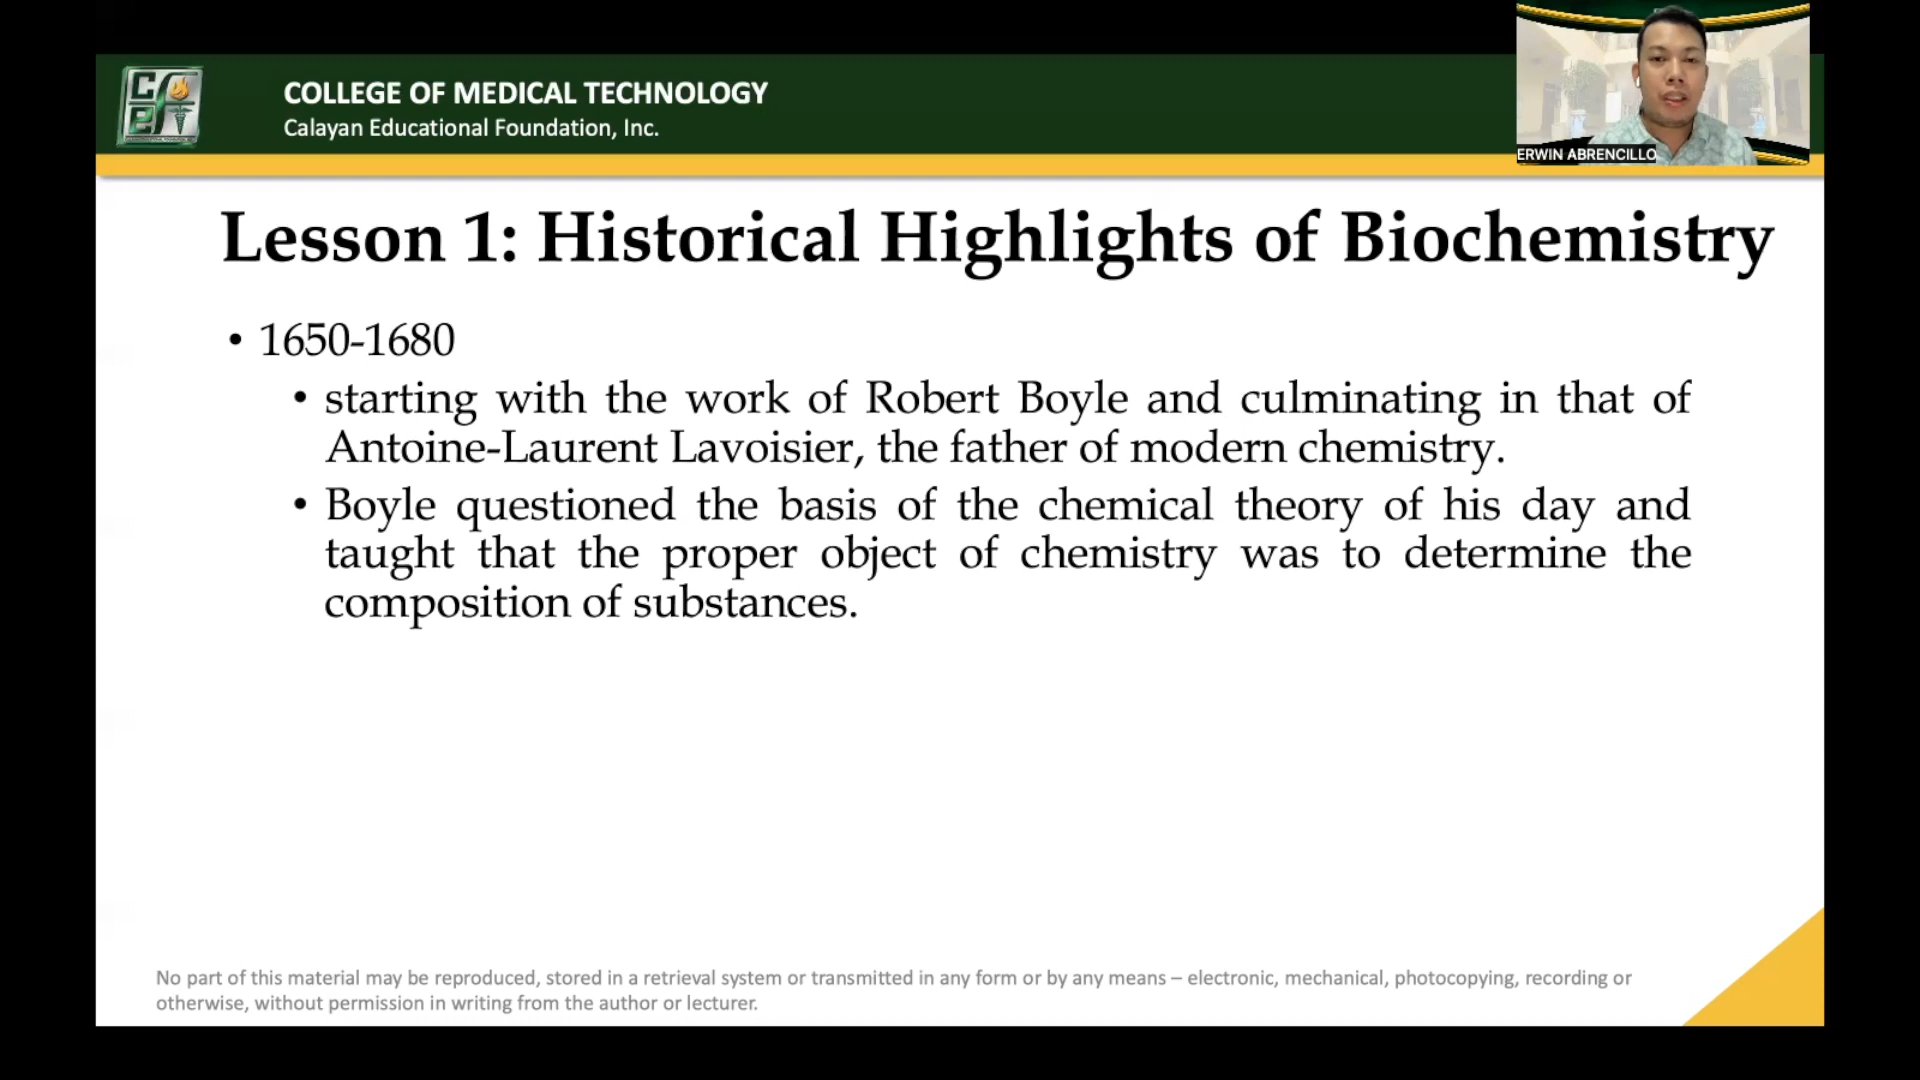 COLLEGE OF MEDICAL TECHNOLOGY
Calayan Educational Foundation, Inc.
ERWIN ABRENCILLO
Lesson 1: Historical Highlights of Biochemistry
• 1650-1680
• starting with the work of Robert Boyle and culminating in that of
Antoine-Laurent Lavoisier, the father of modern chemistry.
• Boyle questioned the basis of the chemical theory of his day and
taught that the proper object of chemistry was to determine the
composition of substances.
No part of this material may be reproduced, stored in a retrieval system or transmitted in any form or by any means – electronic, mechanical, photocopying, recording or
otherwise, without permission in writing from the author or lecturer.